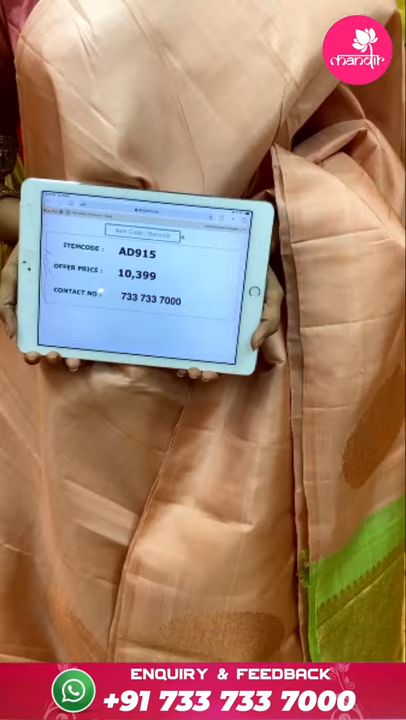 mandir
Item Code / Barcode
ITEMCODE : AD915
OFFER PRICE : 10,399
CONTACT NO : 733 733 7000
ENQUIRY & FEEDBACK
+91 733 733 7000